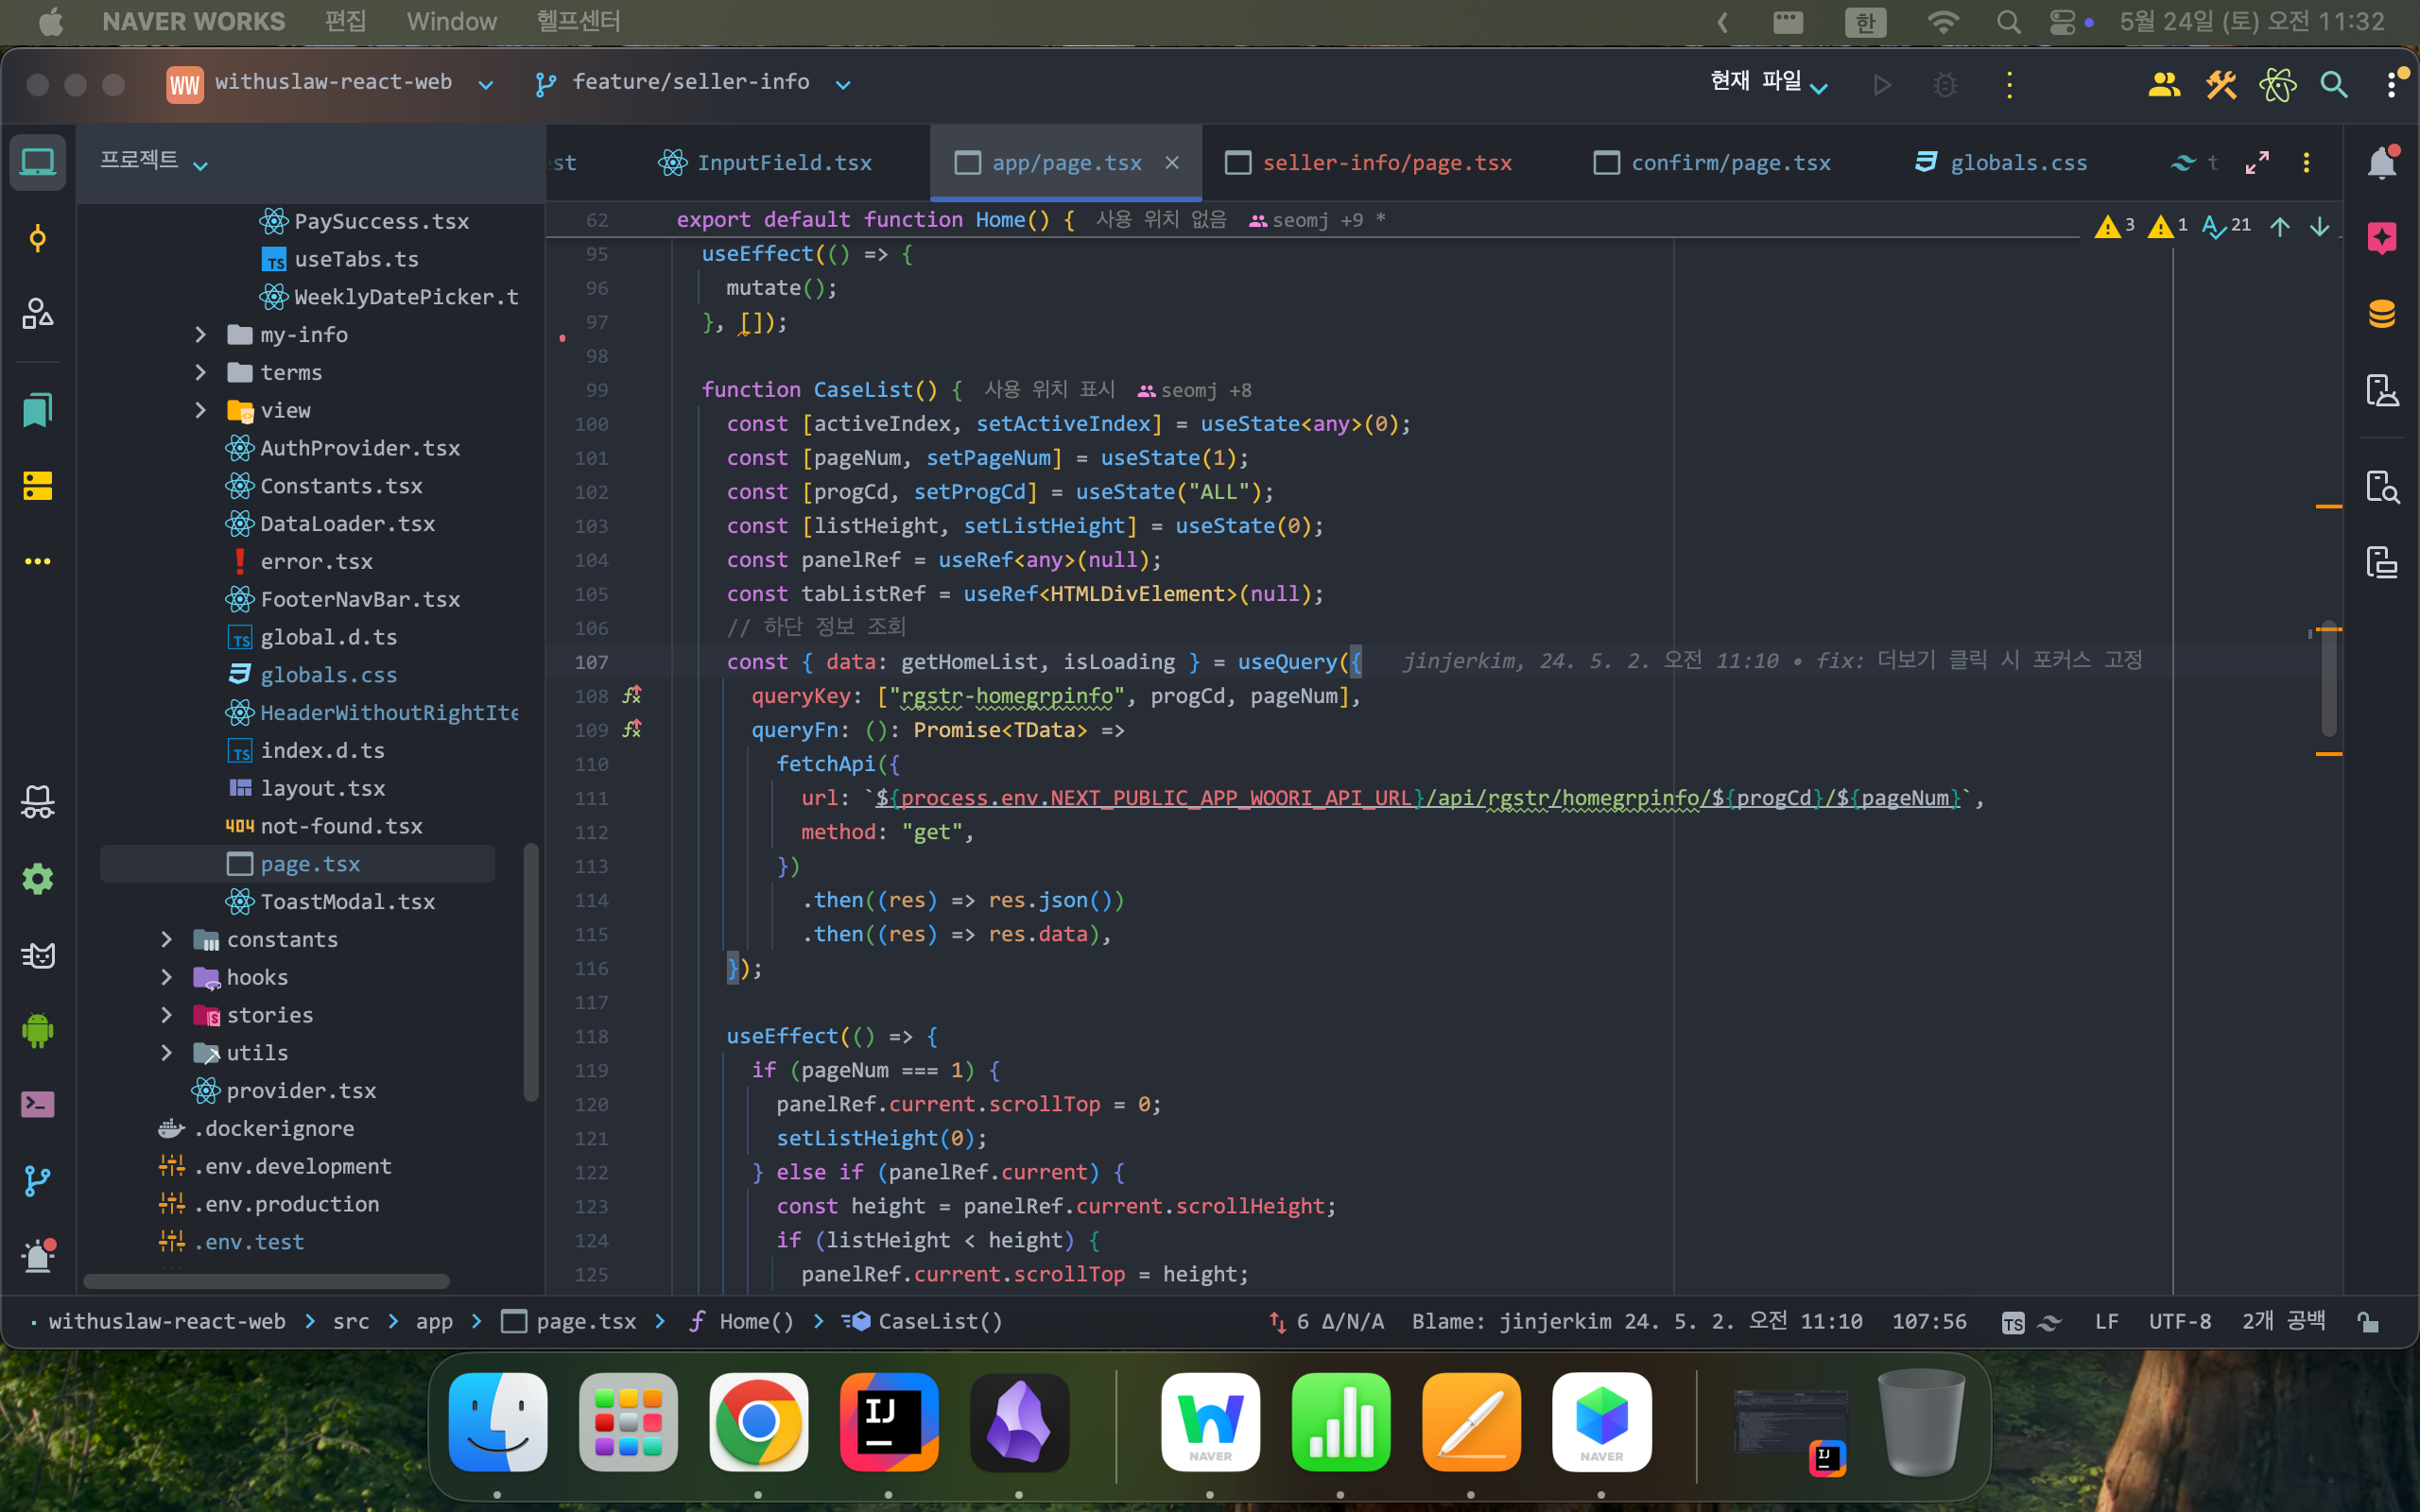 NAVER WORKS 편집 Window 헬프센터 한 5월 24일 (토) 오전 11:32
WW withuslaw-react-web feature/seller-info 현재 파일
프로젝트
est InputField.tsx app/page.tsx seller-info/page.tsx confirm/page.tsx globals.css t
PaySuccess.tsx
useTabs.ts
WeeklyDatePicker.t
my-info
terms
view
AuthProvider.tsx
Constants.tsx
DataLoader.tsx
error.tsx
FooterNavBar.tsx
global.d.ts
globals.css
HeaderWithoutRightIte
index.d.ts
layout.tsx
404 not-found.tsx
page.tsx
ToastModal.tsx
constants
hooks
stories
utils
provider.tsx
.dockerignore
.env.development
.env.production
.env.test
62 export default function Home() { 사용 위치 없음 seomj +9 * 3 1 21
95 useEffect(() => {
96 mutate();
97 }, []);
98
99 function CaseList() { 사용 위치 표시 seomj +8
100 const [activeIndex, setActiveIndex] = useState<any>(0);
101 const [pageNum, setPageNum] = useState(1);
102 const [progCd, setProgCd] = useState("ALL");
103 const [listHeight, setListHeight] = useState(0);
104 const panelRef = useRef<any>(null);
105 const tabListRef = useRef<HTMLDivElement>(null);
106 // 하단 정보 조회
107 const { data: getHomeList, isLoading } = useQuery({ jinjerkim, 24. 5. 2. 오전 11:10 • fix: 더보기 클릭 시 포커스 고정
108 queryKey: ["rgstr-homegrpinfo", progCd, pageNum],
109 queryFn: (): Promise<TData> =>
110 fetchApi({
111 url: `${process.env.NEXT_PUBLIC_APP_WOORI_API_URL}/api/rgstr/homegrpinfo/${progCd}/${pageNum}`,
112 method: "get",
113 })
114 .then((res) => res.json())
115 .then((res) => res.data),
116 });
117
118 useEffect(() => {
119 if (pageNum === 1) {
120 panelRef.current.scrollTop = 0;
121 setListHeight(0);
122 } else if (panelRef.current) {
123 const height = panelRef.current.scrollHeight;
124 if (listHeight < height) {
125 panelRef.current.scrollTop = height;
withuslaw-react-web > src > app > page.tsx > Home() > CaseList() 6 Δ/N/A Blame: jinjerkim 24. 5. 2. 오전 11:10 107:56 TS LF UTF-8 2개 공백
IJ NAVER NAVER IJ